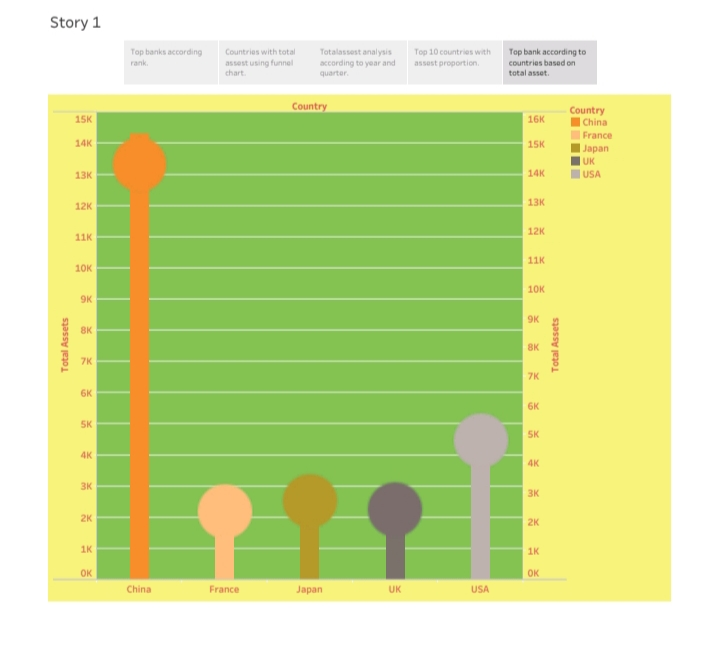 Story 1
Top banks according
rank.
Countries with total
assest using funnel
chart.
Totalassest analysis
according to year and
quarter.
Top 10 countries with
assest proportion.
Top bank according to
countries based on
total asset.
Country
15K
14K
13K
12K
11K
10K
9K
8K
7K
6K
5K
4K
3K
2K
1K
0K
Total Assets
16K
15K
14K
13K
12K
11K
10K
9K
8K
7K
6K
5K
4K
3K
2K
1K
0K
Total Assets
China
France
Japan
UK
USA
Country
China
France
Japan
UK
USA